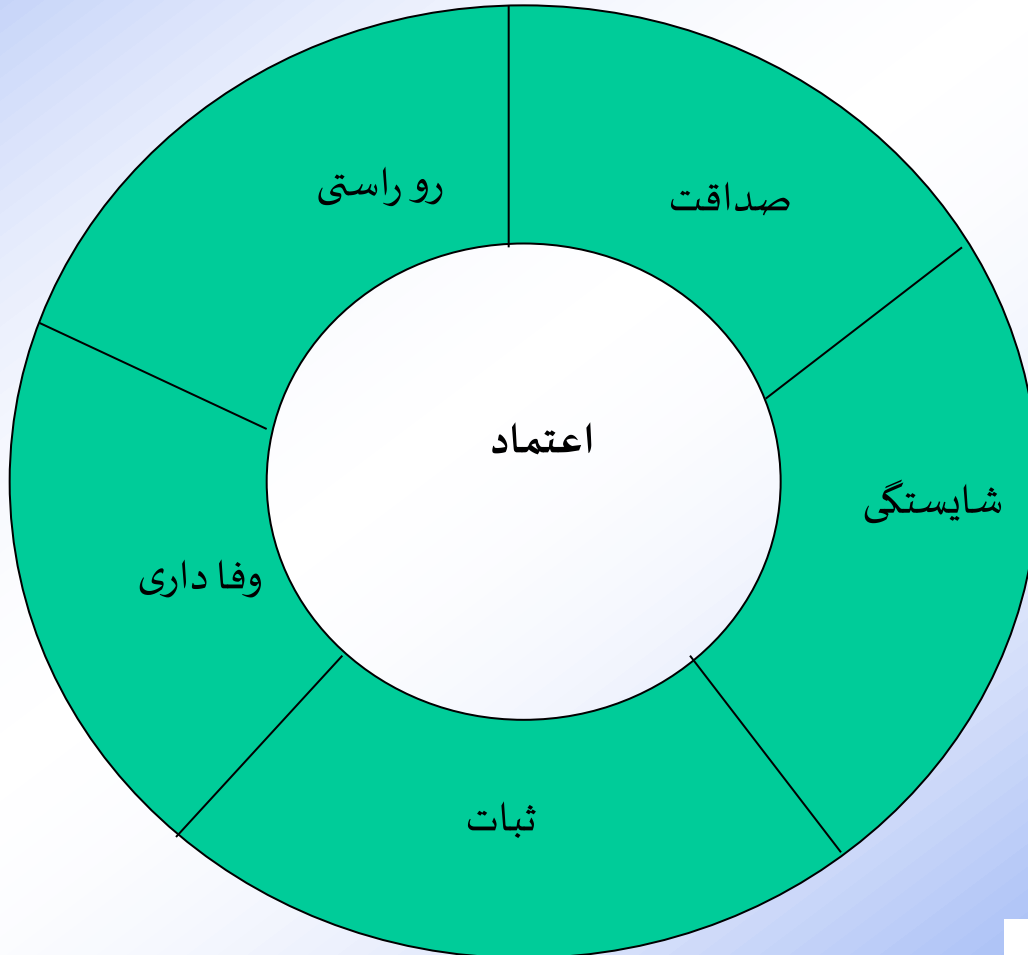 رو راستی
صداقت
اعتماد
شایستگی
وفا داری
ثبات